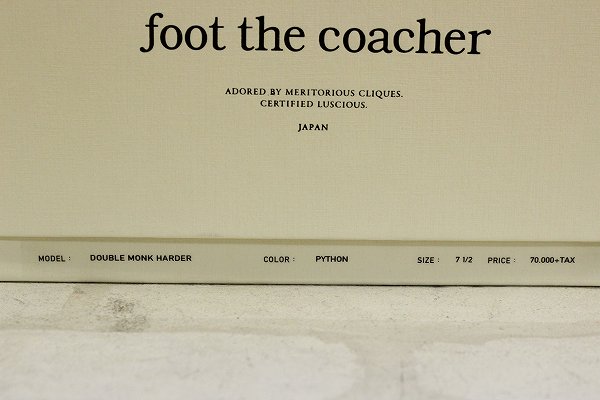 foot the coacher
ADORED BY MERITORIOUS CLIQUES.
CERTIFIED LUSCIOUS.
JAPAN
MODEL : DOUBLE MONK HARDER COLOR : PYTHON SIZE : 7 1/2 PRICE : 70.000+TAX